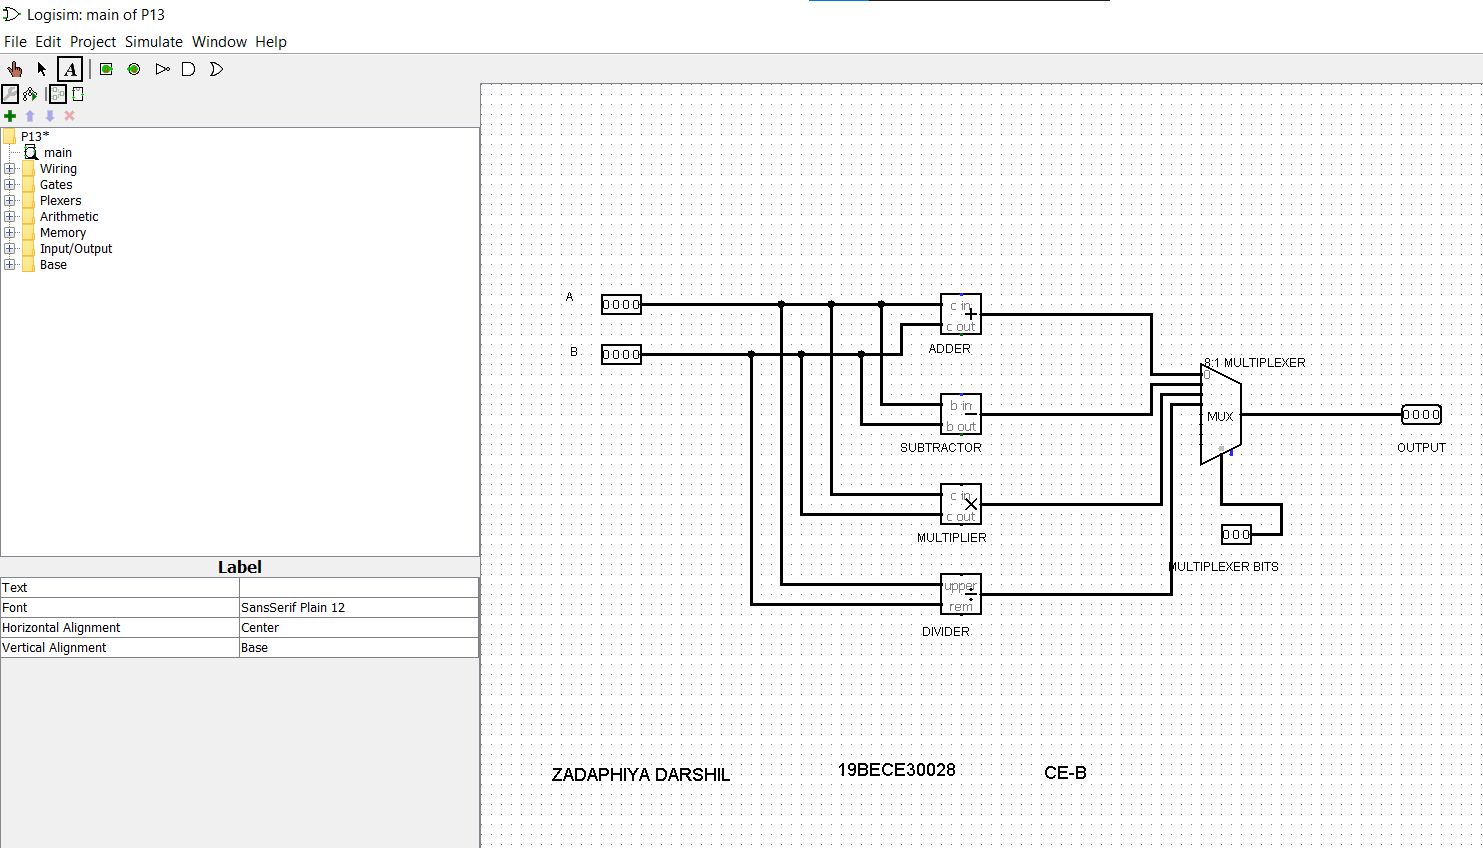 Logisim: main of P13
File Edit Project Simulate Window Help
A
P13*
main
Wiring
Gates
Plexers
Arithmetic
Memory
Input/Output
Base
Label
Text
Font SansSerif Plain 12
Horizontal Alignment Center
Vertical Alignment Base
A 0000
B 0000
c in
+
c out
ADDER
b in
−
b out
SUBTRACTOR
c in
×
c out
MULTIPLIER
upper
÷
rem
DIVIDER
8:1 MULTIPLEXER
0
MUX
000
MULTIPLEXER BITS
0000
OUTPUT
ZADAPHIYA DARSHIL 19BECE30028 CE-B